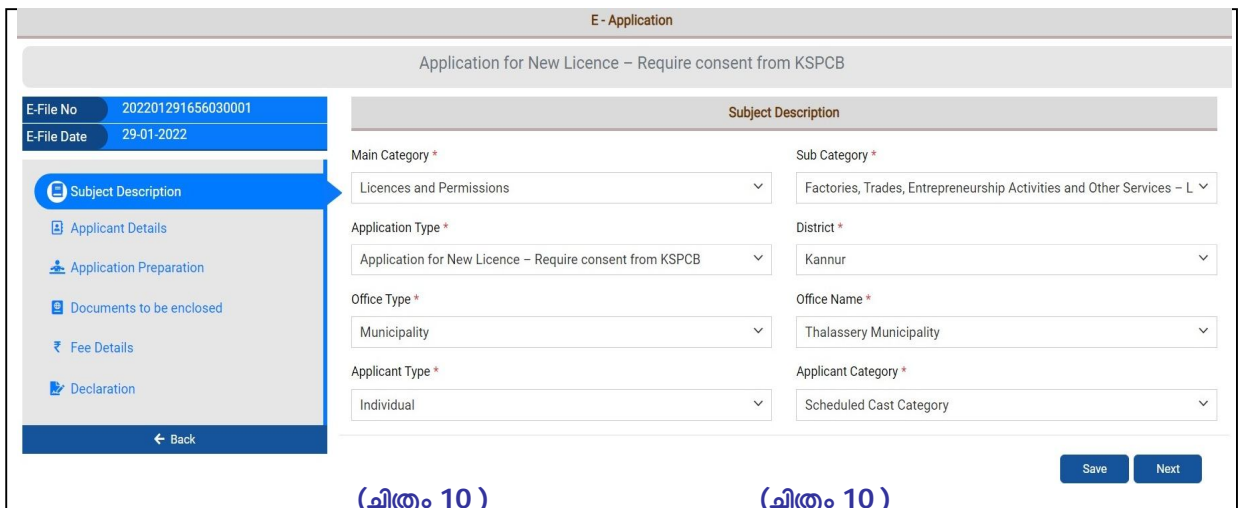 E - Application
Application for New Licence – Require consent from KSPCB
E-File No 202201291656030001
E-File Date 29-01-2022
Subject Description
Applicant Details
Application Preparation
Documents to be enclosed
₹ Fee Details
Declaration
← Back
Subject Description
Main Category * Sub Category *
Licences and Permissions Factories, Trades, Entrepreneurship Activities and Other Services – L
Application Type * District *
Application for New Licence – Require consent from KSPCB Kannur
Office Type * Office Name *
Municipality Thalassery Municipality
Applicant Type * Applicant Category *
Individual Scheduled Cast Category
Save Next
(ചിത്രം 10 ) (ചിത്രം 10 )